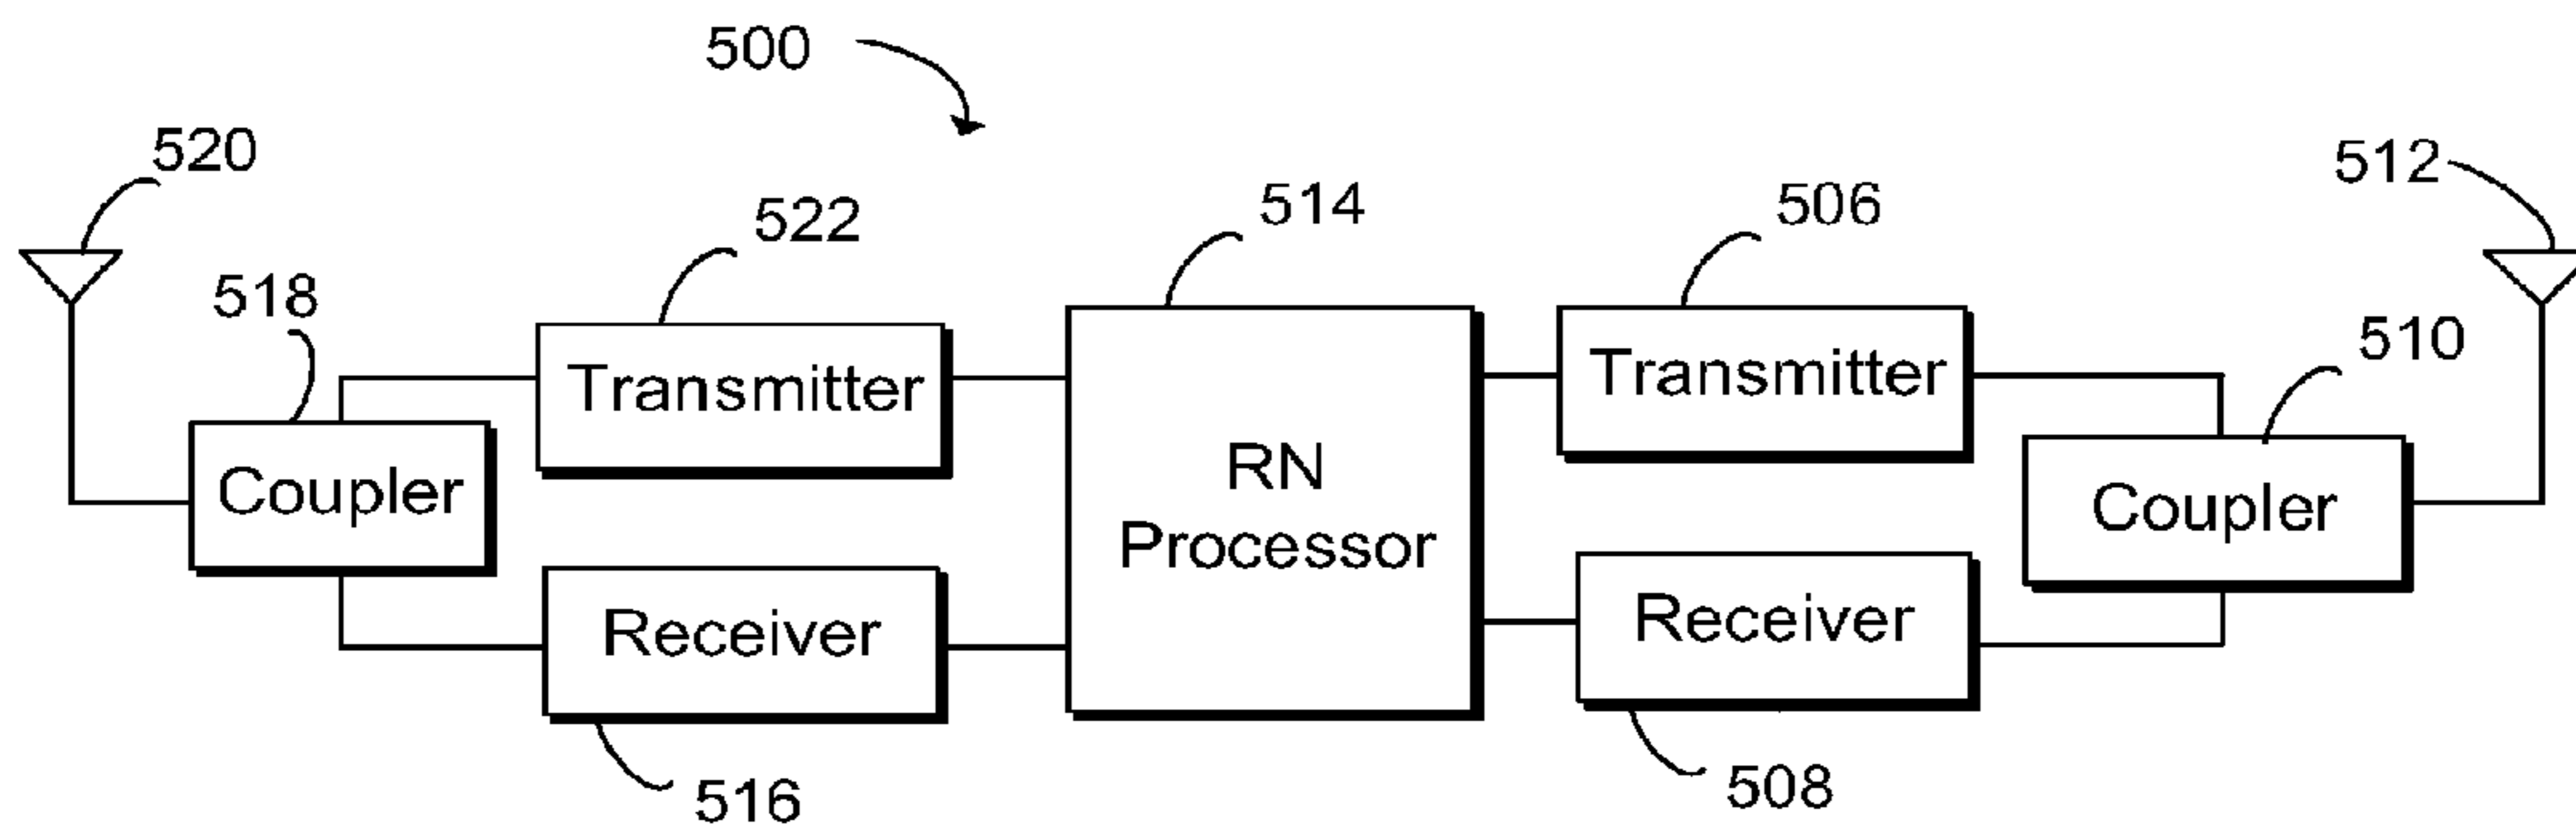 500
520
512
522
514
506
518
510
Transmitter
Transmitter
Coupler
RN
Processor
Coupler
Receiver
Receiver
516
508